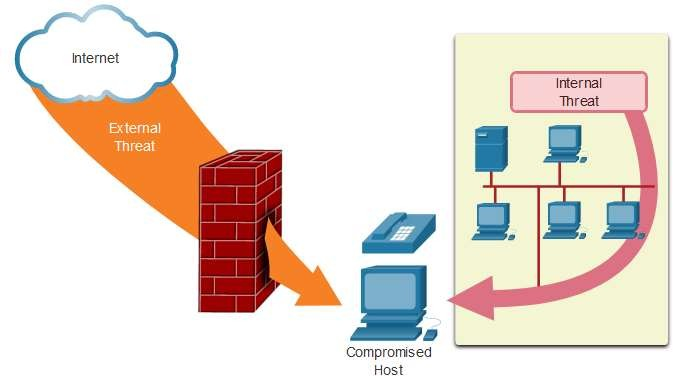 Internet
External
Threat
Internal
Threat
Compromised
Host